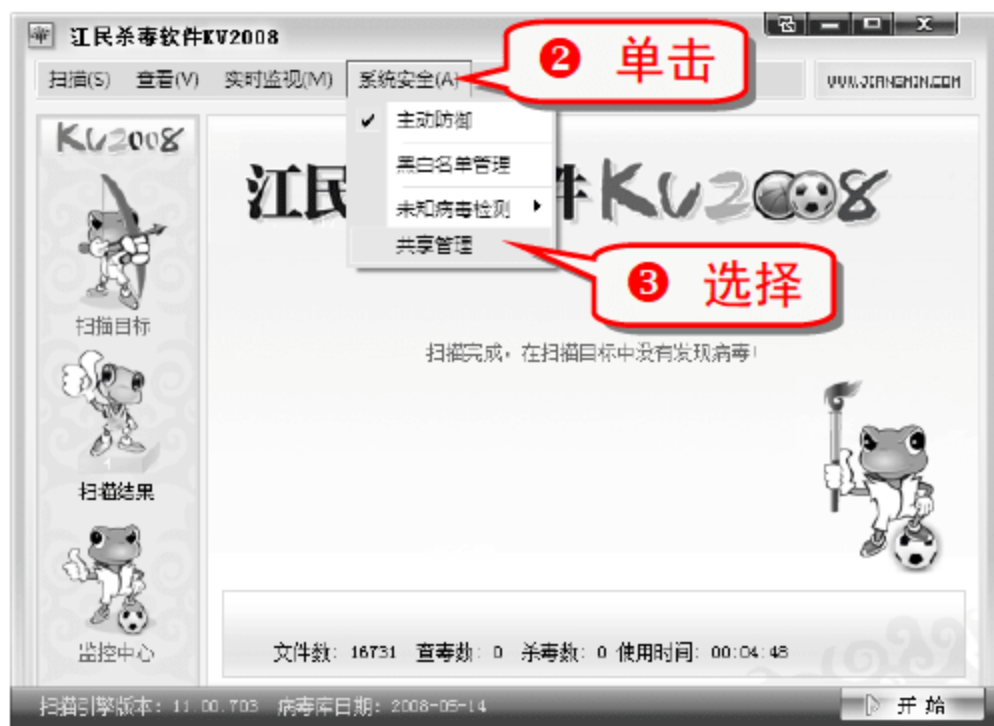 江民杀毒软件KV2008
❷ 单击
扫描(S) 查看(V) 实时监视(M) 系统安全(A)
WWW.JIANGMIN.COM
KV2008
✓ 主动防御
黑白名单管理
未知病毒检测
共享管理
江民 件 KV2008
❸ 选择
扫描目标
扫描完成，在扫描目标中没有发现病毒!
扫描结果
监控中心
文件数: 16731 查毒数: 0 杀毒数: 0 使用时间: 00:04:48
扫描引擎版本: 11.00.703 病毒库日期: 2008-05-14
开始